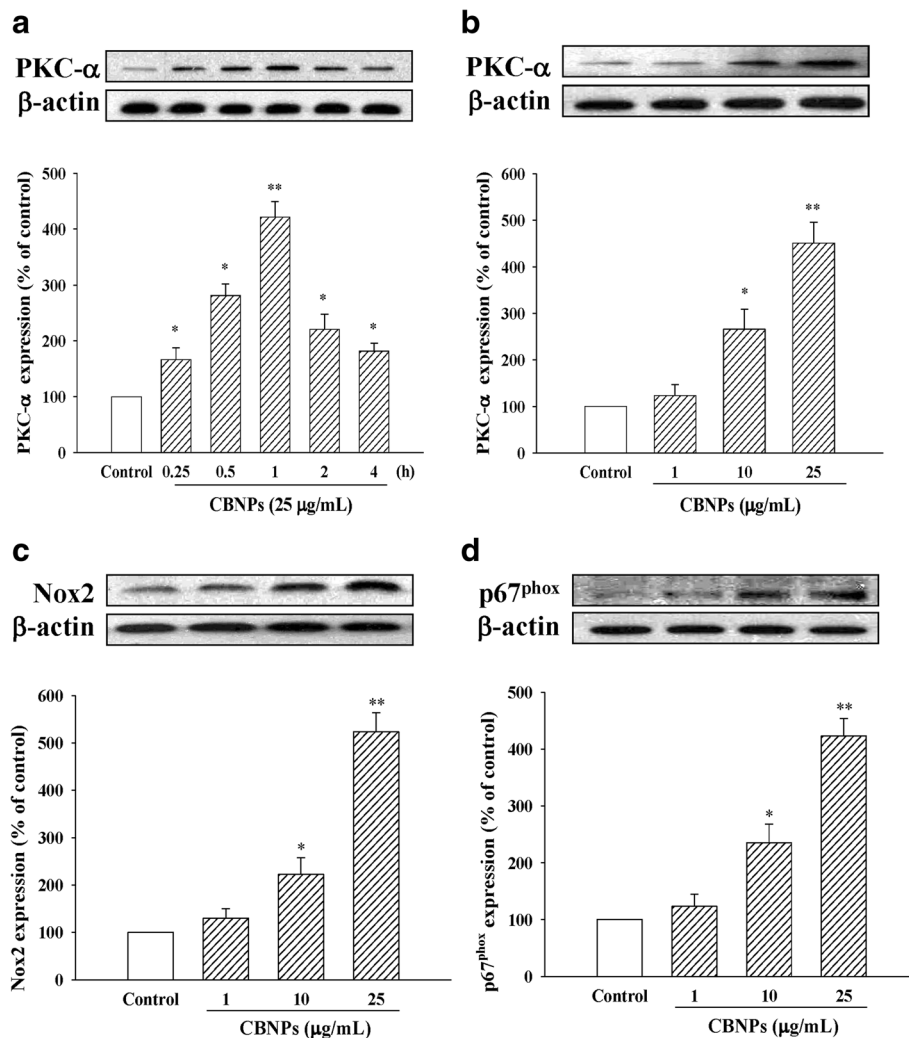 a
PKC-α
β-actin
PKC-α expression (% of control)
500
400
300
200
100
0
*
*
**
*
*
Control 0.25 0.5 1 2 4 (h)
CBNPs (25 µg/mL)
b
PKC-α
β-actin
PKC-α expression (% of control)
600
500
400
300
200
100
0
*
**
Control 1 10 25
CBNPs (µg/mL)
c
Nox2
β-actin
Nox2 expression (% of control)
600
500
400
300
200
100
0
*
**
Control 1 10 25
CBNPs (µg/mL)
d
p67phox
β-actin
p67phox expression (% of control)
500
400
300
200
100
0
*
**
Control 1 10 25
CBNPs (µg/mL)